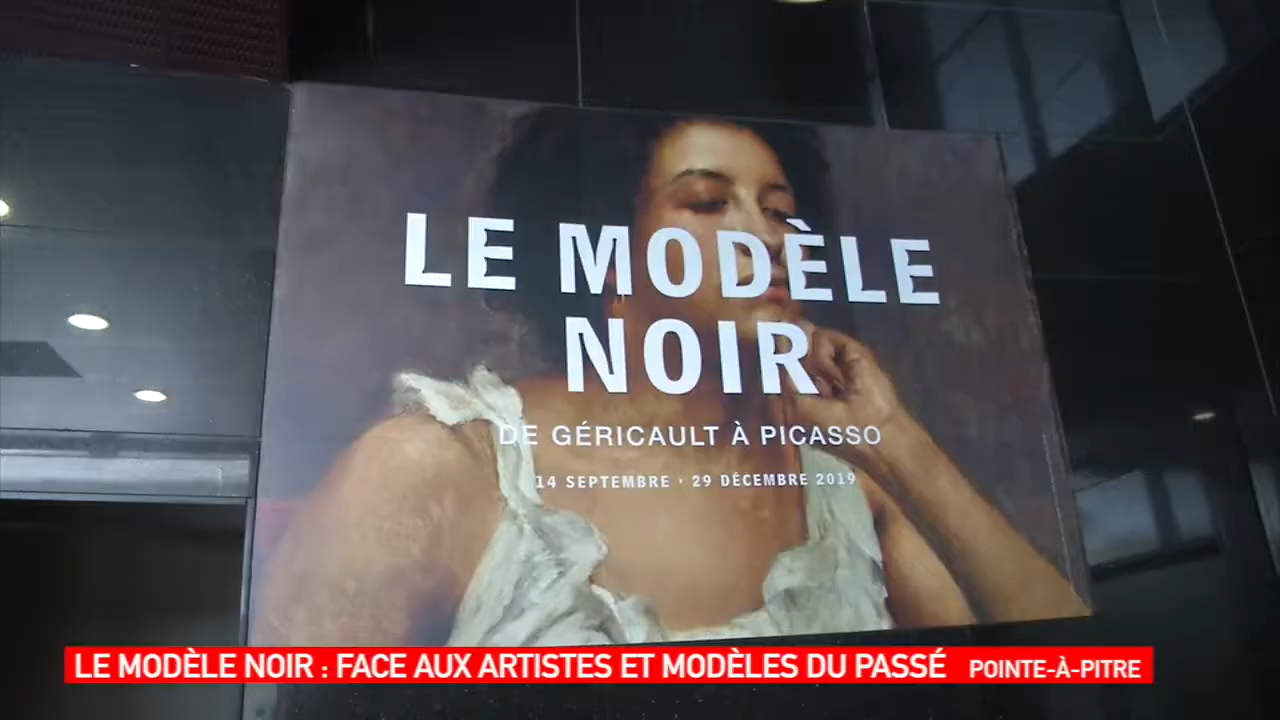 LE MODÈLE
NOIR
DE GÉRICAULT À PICASSO
14 SEPTEMBRE · 29 DÉCEMBRE 2019
LE MODÈLE NOIR : FACE AUX ARTISTES ET MODÈLES DU PASSÉ POINTE-À-PITRE